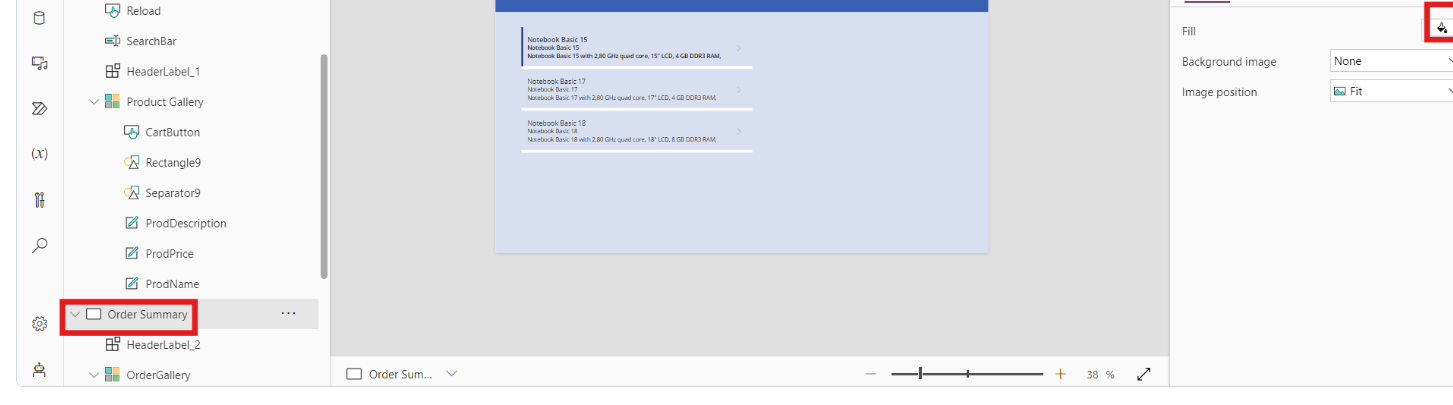 Reload
SearchBar
HeaderLabel_1
Product Gallery
CartButton
Rectangle9
Separator9
ProdDescription
ProdPrice
ProdName
Order Summary
HeaderLabel_2
OrderGallery
(x)
Notebook Basic 15
Notebook Basic 15
Notebook Basic 15 with 2,80 GHz quad core, 15" LCD, 4 GB DDR3 RAM,
Notebook Basic 17
Notebook Basic 17
Notebook Basic 17 with 2,80 GHz quad core, 17" LCD, 4 GB DDR3 RAM,
Notebook Basic 18
Notebook Basic 18
Notebook Basic 18 with 2,80 GHz quad core, 18" LCD, 8 GB DDR3 RAM,
Order Sum...
38 %
Fill
Background image
None
Image position
Fit